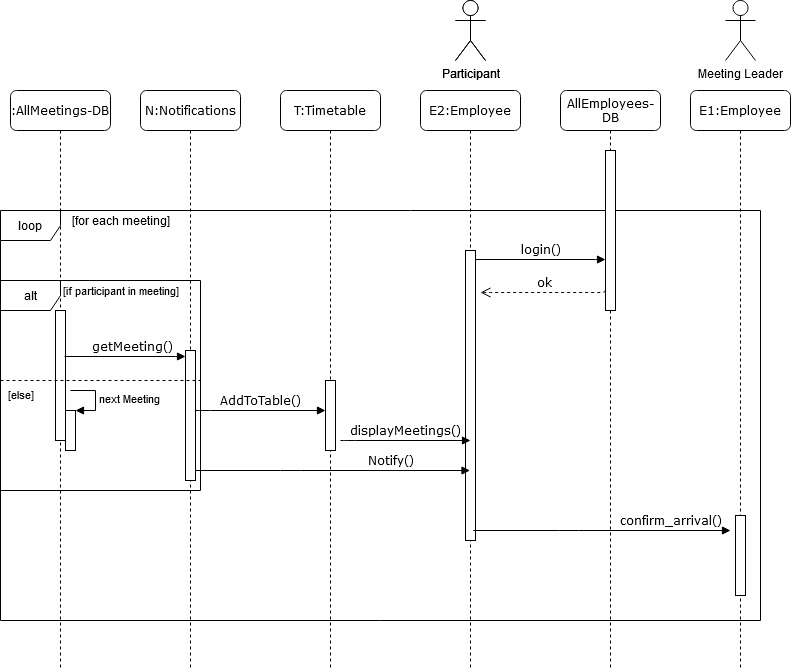 Participant
Meeting Leader
:AllMeetings-DB
N:Notifications
T:Timetable
E2:Employee
AllEmployees-
DB
E1:Employee
loop
[for each meeting]
login()
ok
alt
[if participant in meeting]
getMeeting()
[else]
next Meeting
AddToTable()
displayMeetings()
Notify()
confirm_arrival()